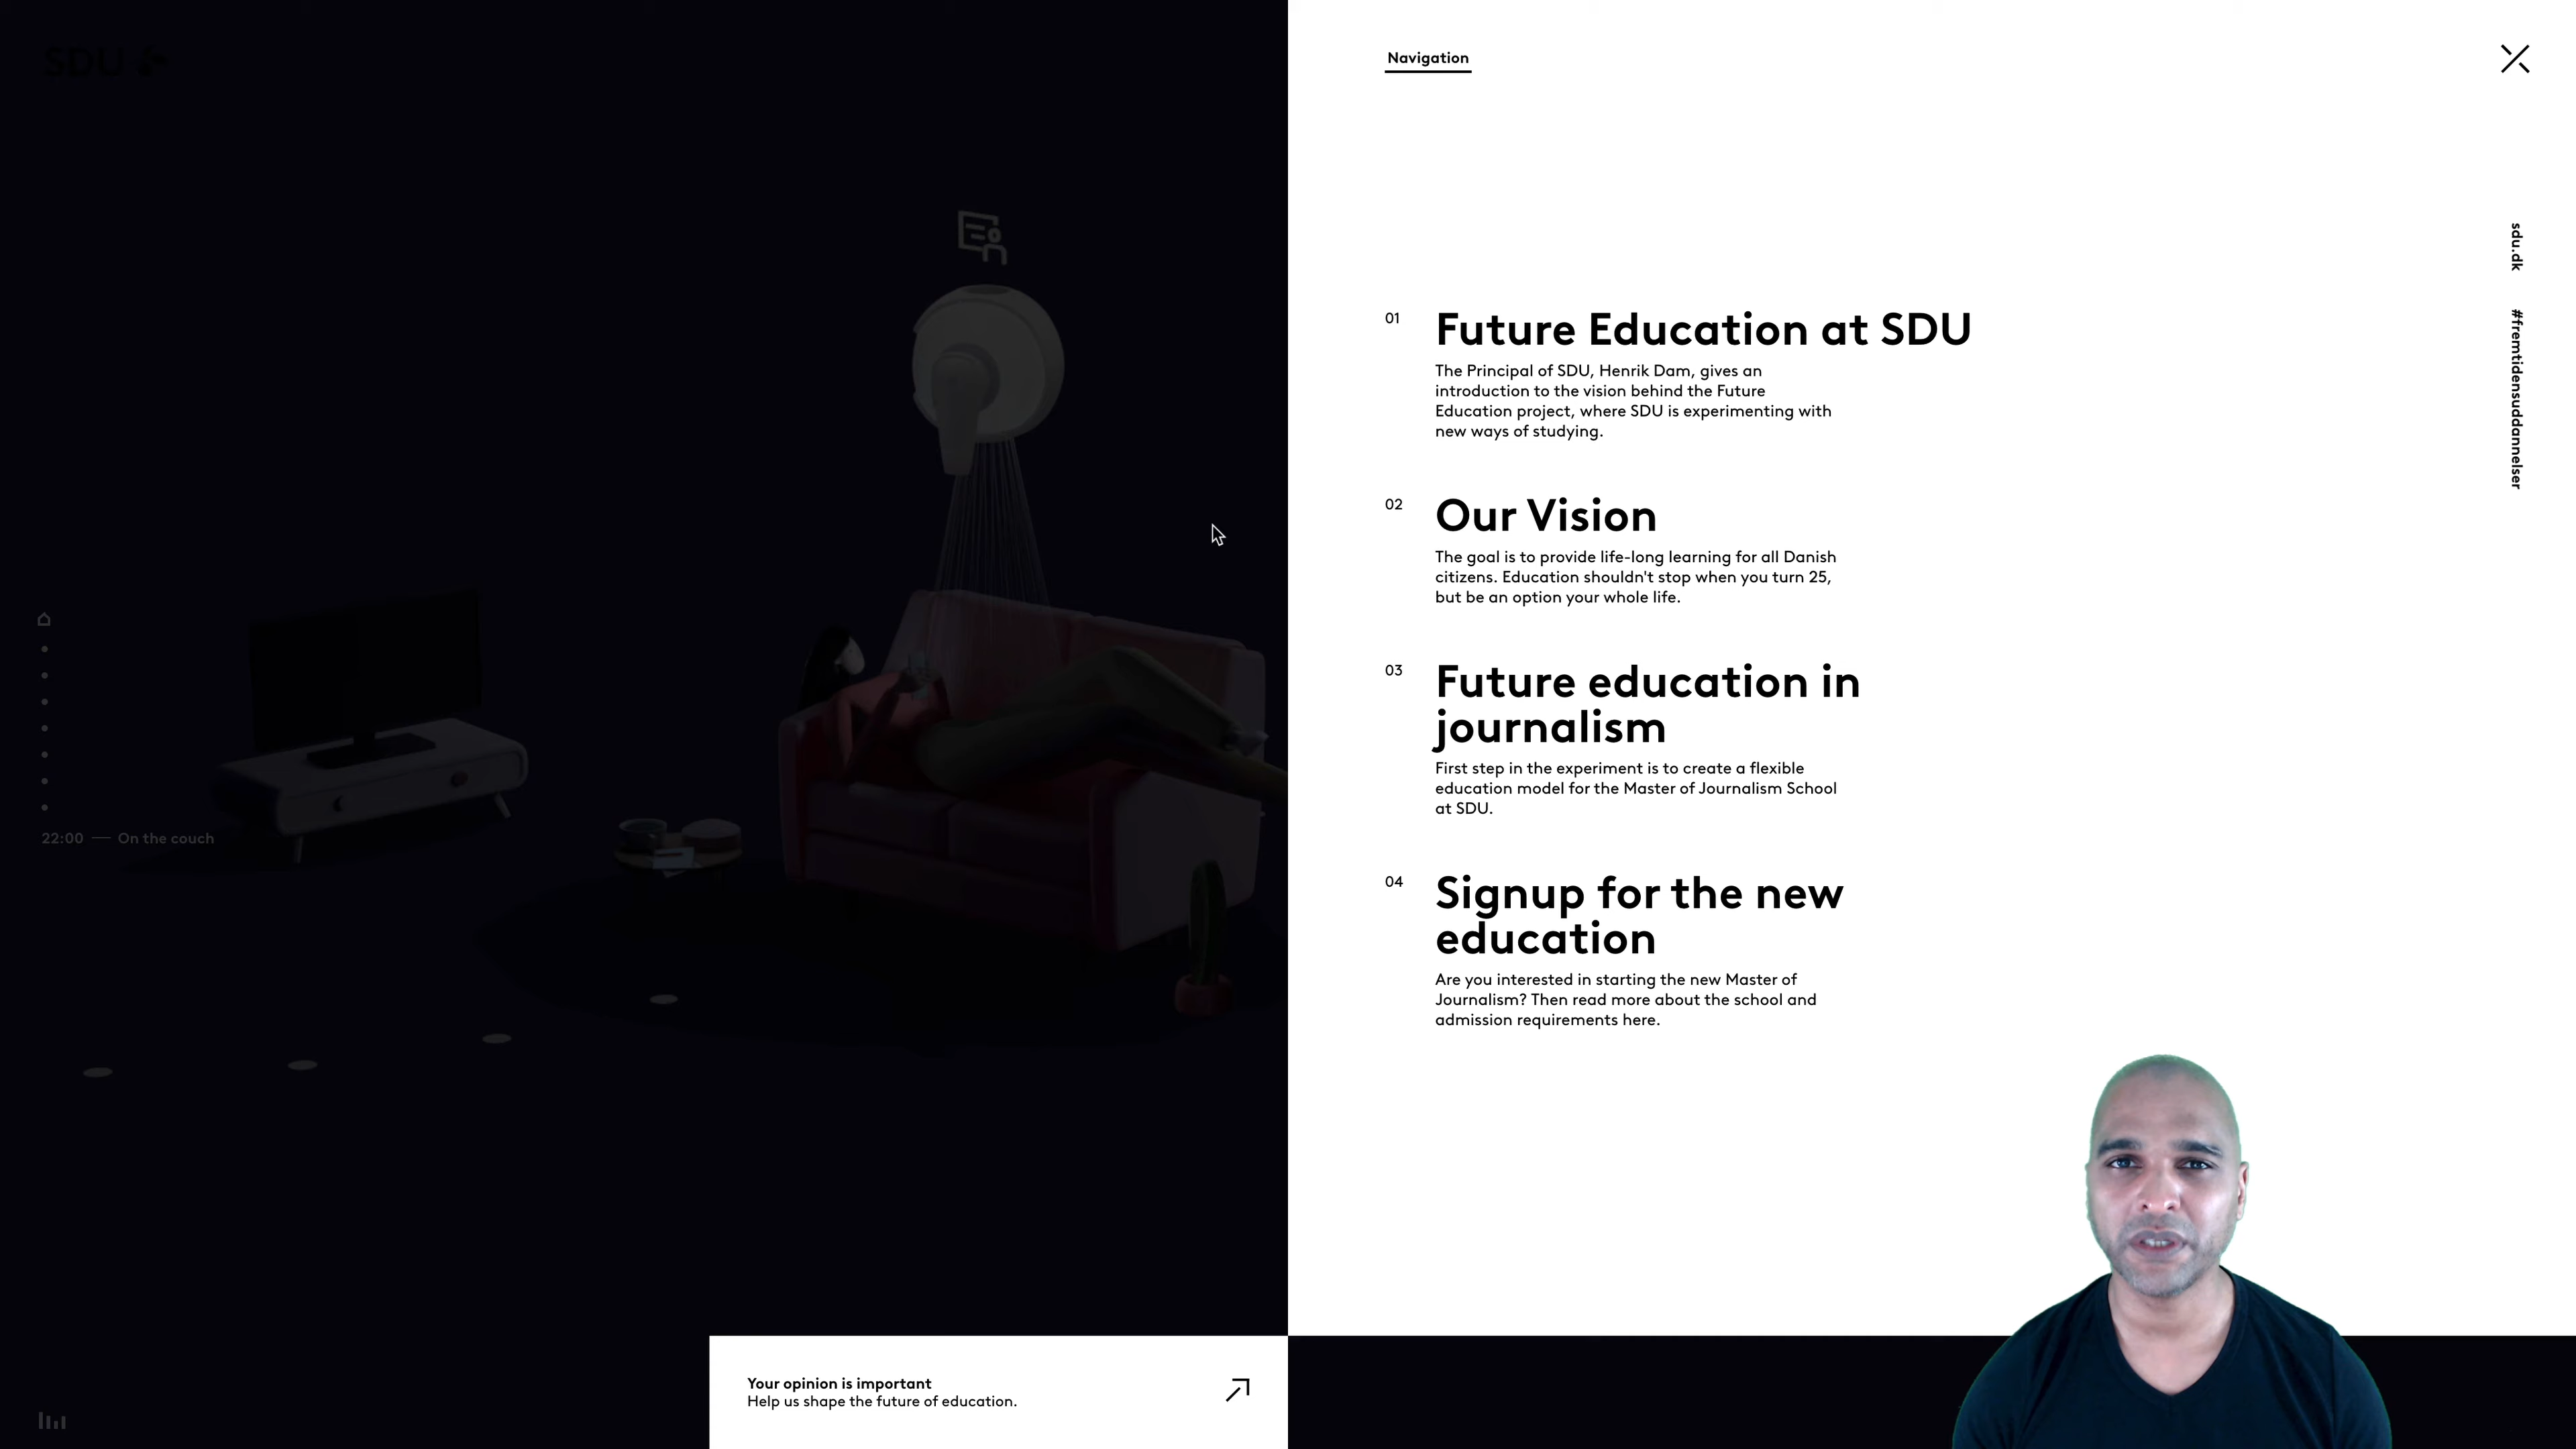 SDU
22:00 — On the couch
Navigation
01
Future Education at SDU
The Principal of SDU, Henrik Dam, gives an
introduction to the vision behind the Future
Education project, where SDU is experimenting with
new ways of studying.
02
Our Vision
The goal is to provide life-long learning for all Danish
citizens. Education shouldn't stop when you turn 25,
but be an option your whole life.
03
Future education in
journalism
First step in the experiment is to create a flexible
education model for the Master of Journalism School
at SDU.
04
Signup for the new
education
Are you interested in starting the new Master of
Journalism? Then read more about the school and
admission requirements here.
sdu.dk
#fremtidensuddannelser
Your opinion is important
Help us shape the future of education.